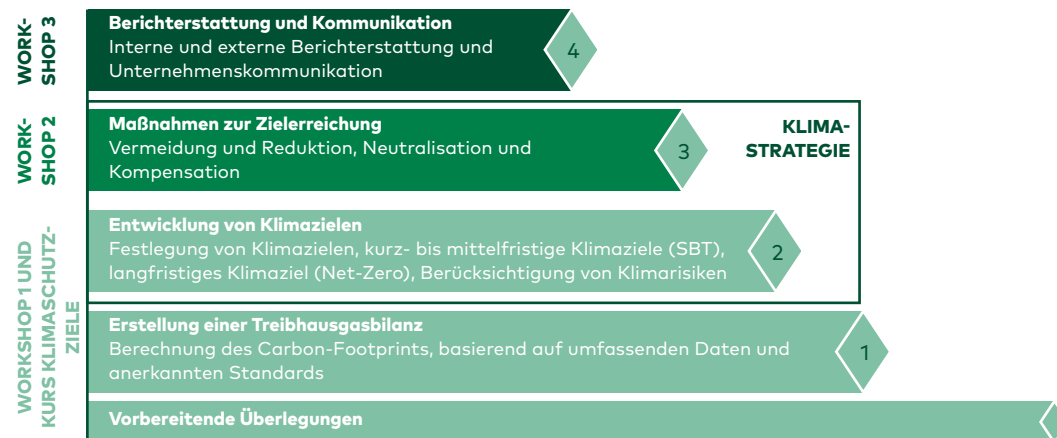 WORK-
SHOP 3
Berichterstattung und Kommunikation
Interne und externe Berichterstattung und
Unternehmenskommunikation
4
WORK-
SHOP 2
Maßnahmen zur Zielerreichung
Vermeidung und Reduktion, Neutralisation und
Kompensation
3
KLIMA-
STRATEGIE
WORKSHOP 1 UND
KURS KLIMASCHUTZ-
ZIELE
Entwicklung von Klimazielen
Festlegung von Klimazielen, kurz- bis mittelfristige Klimaziele (SBT),
langfristiges Klimaziel (Net-Zero), Berücksichtigung von Klimarisiken
2
Erstellung einer Treibhausgasbilanz
Berechnung des Carbon-Footprints, basierend auf umfassenden Daten und
anerkannten Standards
1
Vorbereitende Überlegungen